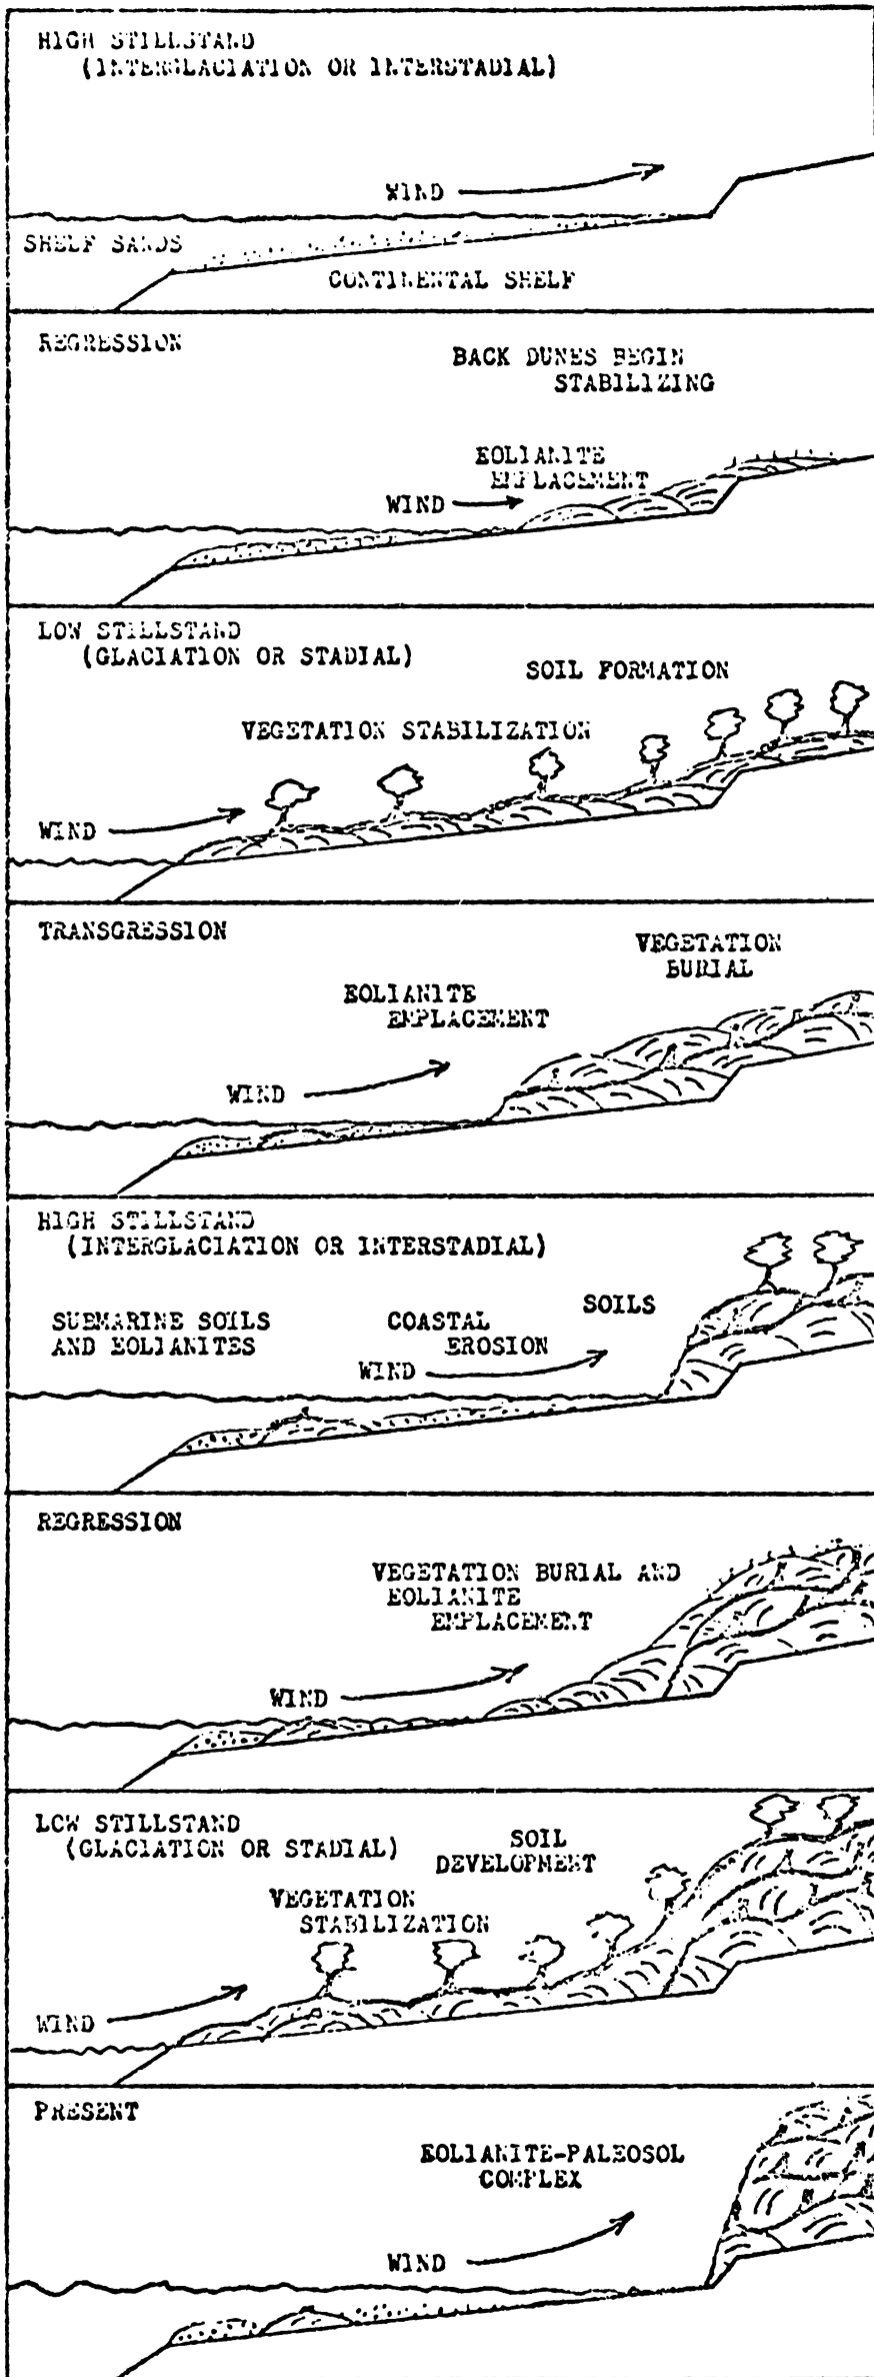 HIGH STILLSTAND
(INTERGLACIATION OR INTERSTADIAL)
WIND
SHELF SANDS
CONTINENTAL SHELF
REGRESSION
BACK DUNES BEGIN
STABILIZING
EOLIANITE
EMPLACEMENT
WIND
LOW STILLSTAND
(GLACIATION OR STADIAL)
SOIL FORMATION
VEGETATION STABILIZATION
WIND
TRANSGRESSION
VEGETATION
BURIAL
EOLIANITE
EMPLACEMENT
WIND
HIGH STILLSTAND
(INTERGLACIATION OR INTERSTADIAL)
SOILS
SUBMARINE SOILS
AND EOLIANITES
COASTAL
EROSION
WIND
REGRESSION
VEGETATION BURIAL AND
EOLIANITE
EMPLACEMENT
WIND
LOW STILLSTAND
(GLACIATION OR STADIAL)
SOIL
DEVELOPMENT
VEGETATION
STABILIZATION
WIND
PRESENT
EOLIANITE-PALEOSOL
COMPLEX
WIND